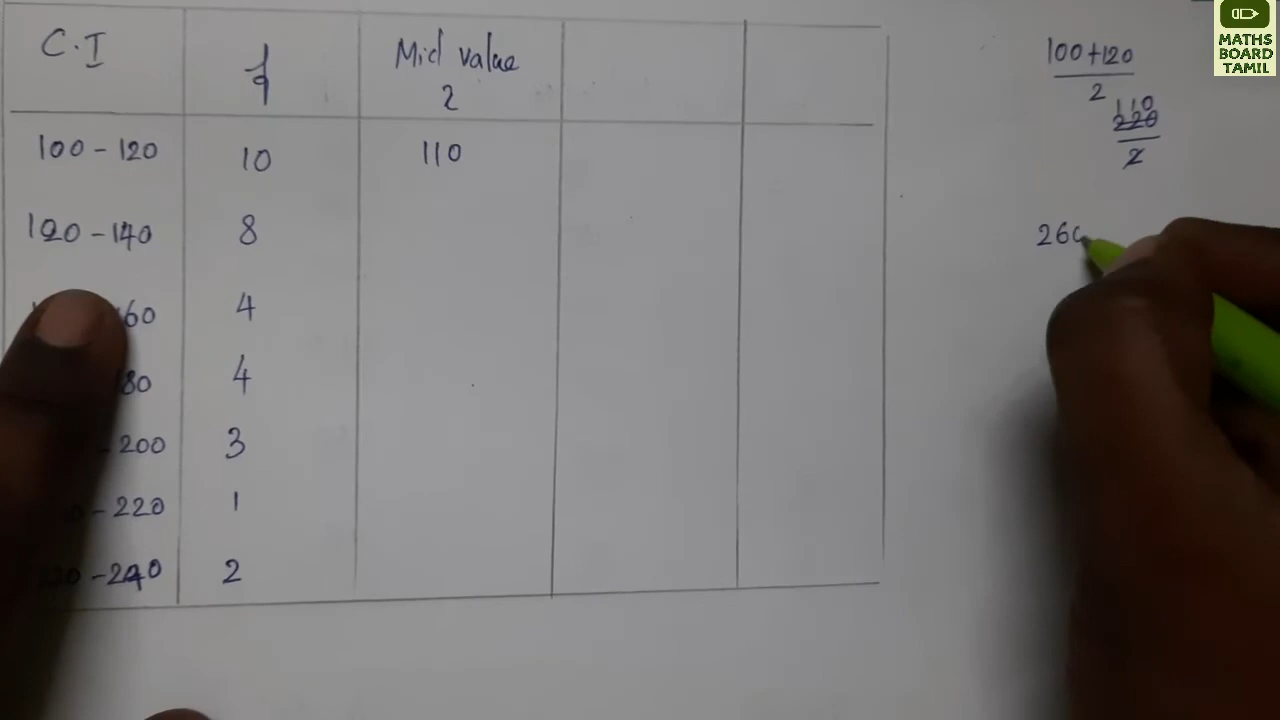 C.I f Mid value 2
100 - 120 10 110
120 - 140 8
60 4
80 4
- 200 3
- 220 1
- 240 2
100 + 120
2
110
220
2
260
MATHS
BOARD
TAMIL